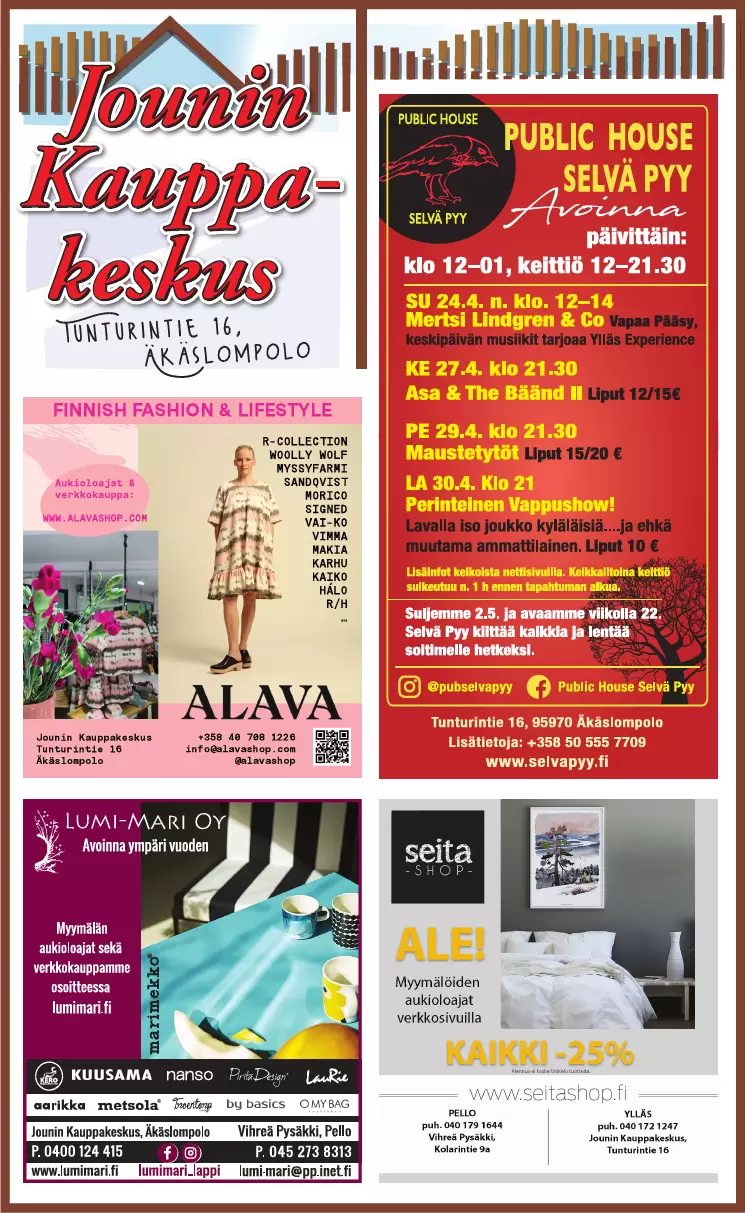 Jounin
Kauppa-
keskus
TUNTURINTIE 16,
ÄKÄSLOMPOLO
PUBLIC HOUSE
SELVÄ PYY
PUBLIC HOUSE
SELVÄ PYY
Avoinna
päivittäin:
klo 12–01, keittiö 12–21.30
SU 24.4. n. klo. 12–14
Mertsi Lindgren & Co Vapaa Pääsy,
keskipäivän musiikit tarjoaa Ylläs Experience
KE 27.4. klo 21.30
Asa & The Bäänd II Liput 12/15€
PE 29.4. klo 21.30
Maustetytöt Liput 15/20 €
LA 30.4. Klo 21
Perinteinen Vappushow!
Lavalla iso joukko kyläläisiä....ja ehkä
muutama ammattilainen. Liput 10 €
Lisäinfot keikoista nettisivuilla. Keikkailtoina keittiö
sulkeutuu n. 1 h ennen tapahtuman alkua.
Suljemme 2.5. ja avaamme viikolla 22.
Selvä Pyy kiittää kaikkia ja lentää
soitimelle hetkeksi.
@pubselvapyy Public House Selvä Pyy
Tunturintie 16, 95970 Äkäslompolo
Lisätietoja: +358 50 555 7709
www.selvapyy.fi
FINNISH FASHION & LIFESTYLE
Aukioloajat &
verkkokauppa:
WWW.ALAVASHOP.COM
R-COLLECTION
WOOLLY WOLF
MYSSYFARMI
SANDQVIST
MORICO
SIGNED
VAI-KO
VIMMA
MAKIA
KARHU
KAIKO
HÁLO
R/H
...
ALAVA
Jounin Kauppakeskus
Tunturintie 16
Äkäslompolo
+358 40 708 1226
info@alavashop.com
@alavashop
LUMI-MARI OY
Avoinna ympäri vuoden
Myymälän
aukioloajat sekä
verkkokauppamme
osoitteessa
lumimari.fi
marimekko®
KERO KUUSAMA nanso Pirita Design LauRie
aarikka metsola® by basics O MY BAG
Jounin Kauppakeskus, Äkäslompolo Vihreä Pysäkki, Pello
P. 0400 124 415 P. 045 273 8313
www.lumimari.fi lumimari_lappi lumi-mari@pp.inet.fi
seita
-SHOP-
ALE!
Myymälöiden
aukioloajat
verkkosivuilla
KAIKKI -25%
Alennus ei koske Unikko tuotteita.
www.seitashop.fi
PELLO
puh. 040 179 1644
Vihreä Pysäkki,
Kolarintie 9a
YLLÄS
puh. 040 172 1247
Jounin Kauppakeskus,
Tunturintie 16